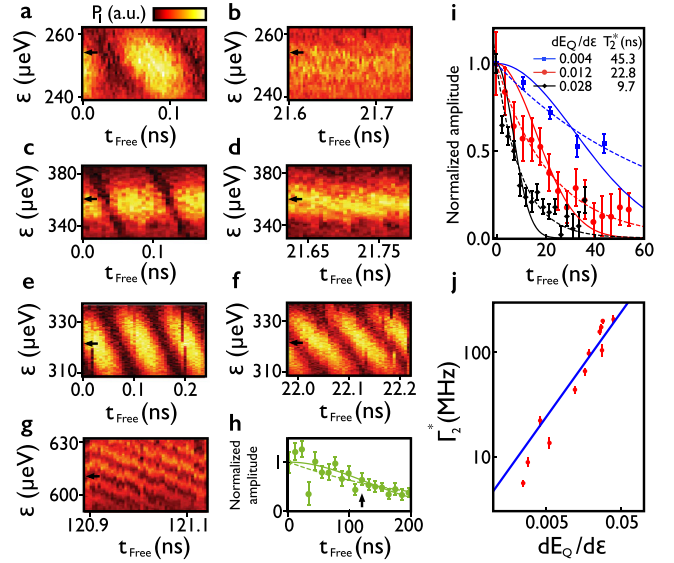 a P_I (a.u.) b i
260
240
ε (μeV)
0.0 0.1
t_Free (ns)
260
240
ε (μeV)
21.6 21.7
t_Free (ns)
dE_Q/dε T_2^* (ns)
0.004 45.3
0.012 22.8
0.028 9.7
1.0
0.5
0.0
Normalized amplitude
0 20 40 60
t_Free (ns)
c d
380
360
340
ε (μeV)
0.0 0.1
t_Free (ns)
380
360
340
ε (μeV)
21.65 21.75
t_Free (ns)
e f j
330
310
ε (μeV)
0.0 0.1 0.2
t_Free (ns)
330
310
ε (μeV)
22.0 22.1 22.2
t_Free (ns)
100
10
Γ_2^* (MHz)
0.005 0.05
dE_Q/dε
g h
630
600
ε (μeV)
120.9 121.1
t_Free (ns)
Normalized
amplitude
1
0
0 100 200
t_Free (ns)